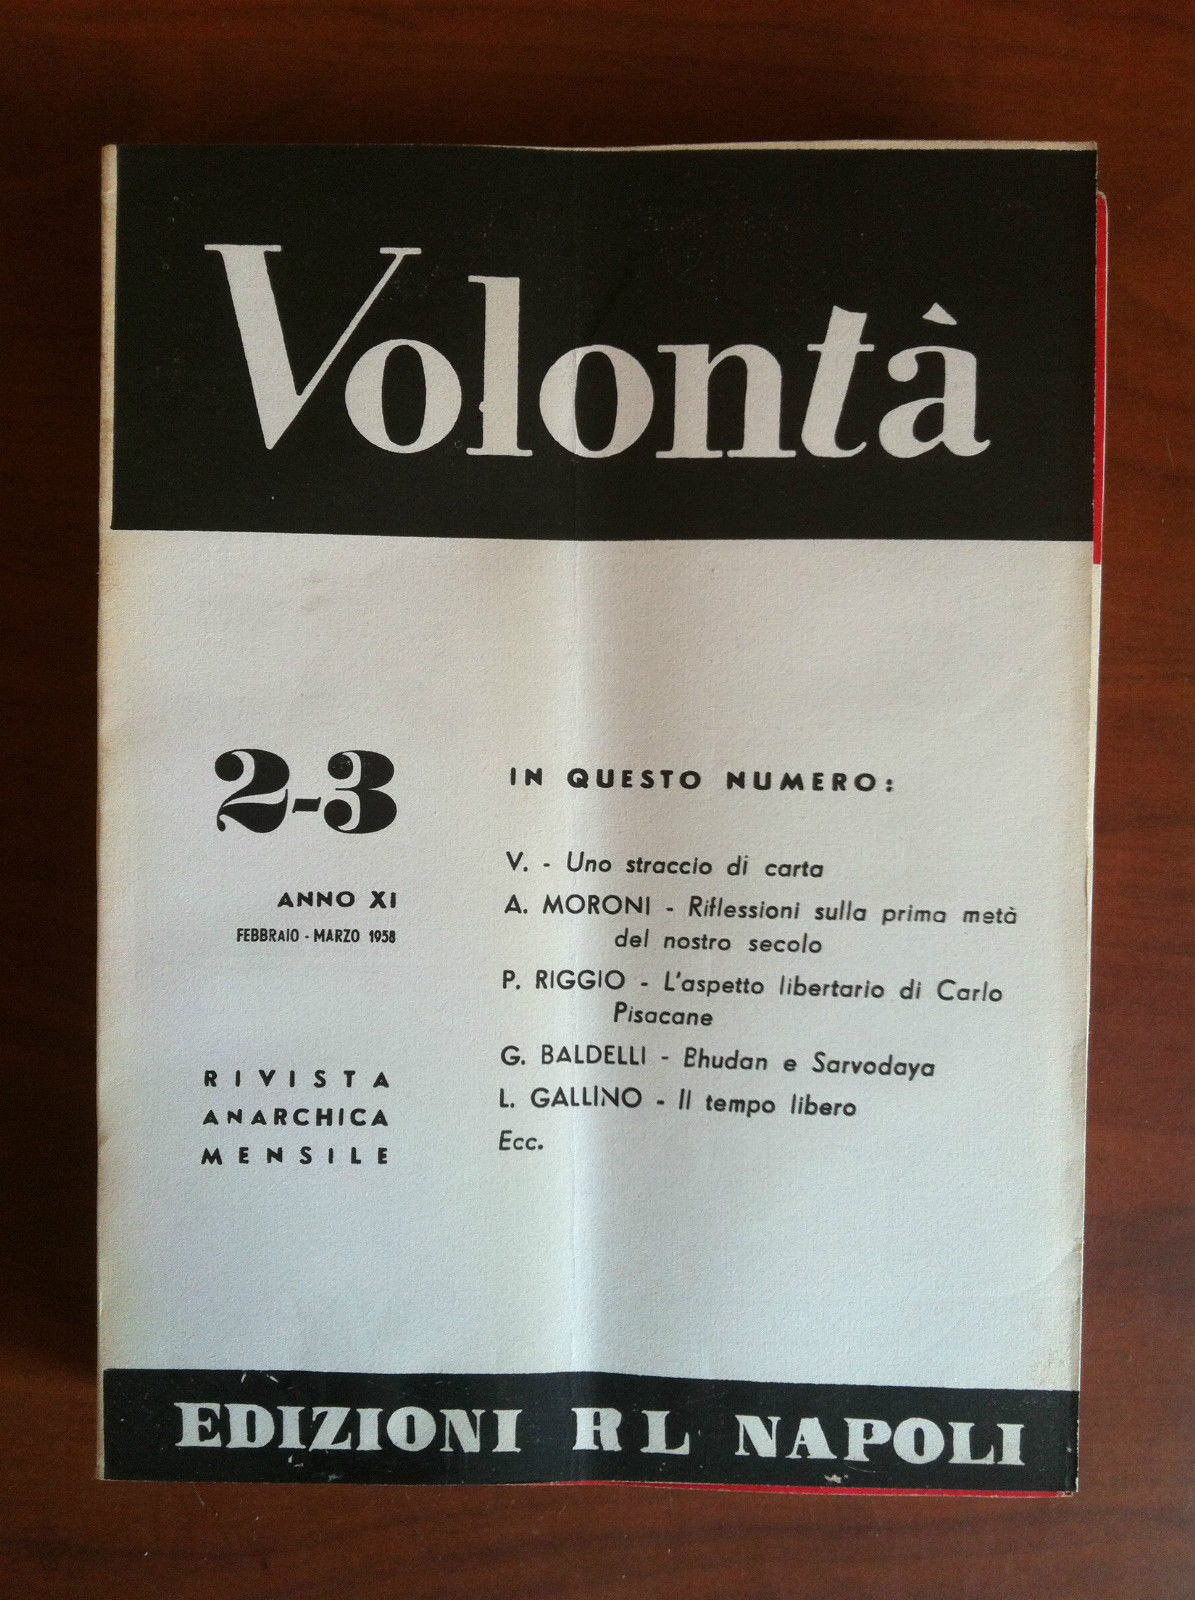 Volontà
2-3
ANNO XI
FEBBRAIO - MARZO 1958
RIVISTA
ANARCHICA
MENSILE
IN QUESTO NUMERO:
V. - Uno straccio di carta
A. MORONI - Riflessioni sulla prima metà
del nostro secolo
P. RIGGIO - L'aspetto libertario di Carlo
Pisacane
G. BALDELLI - Bhudan e Sarvodaya
L. GALLINO - Il tempo libero
Ecc.
EDIZIONI RL NAPOLI